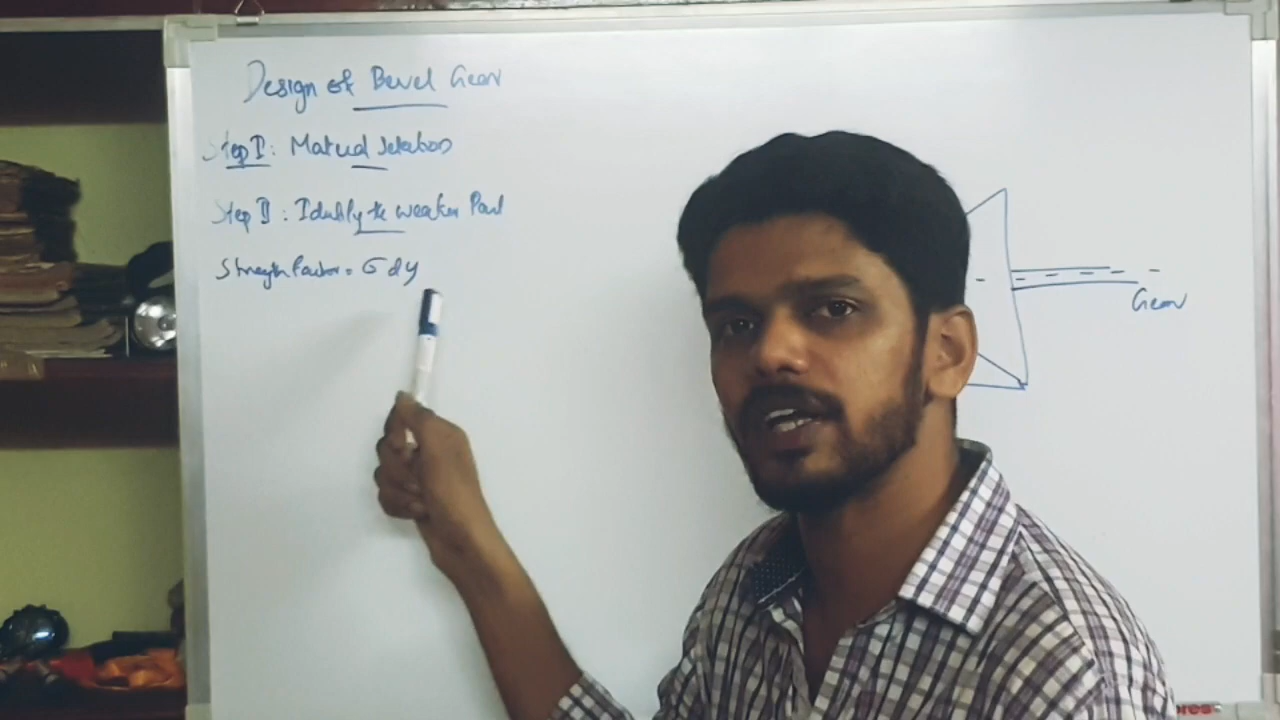 Design of Bevel Gear
Step I: Material Selection
Step II: Identify the weaker Part
Strength Factor = σ d y
Gear